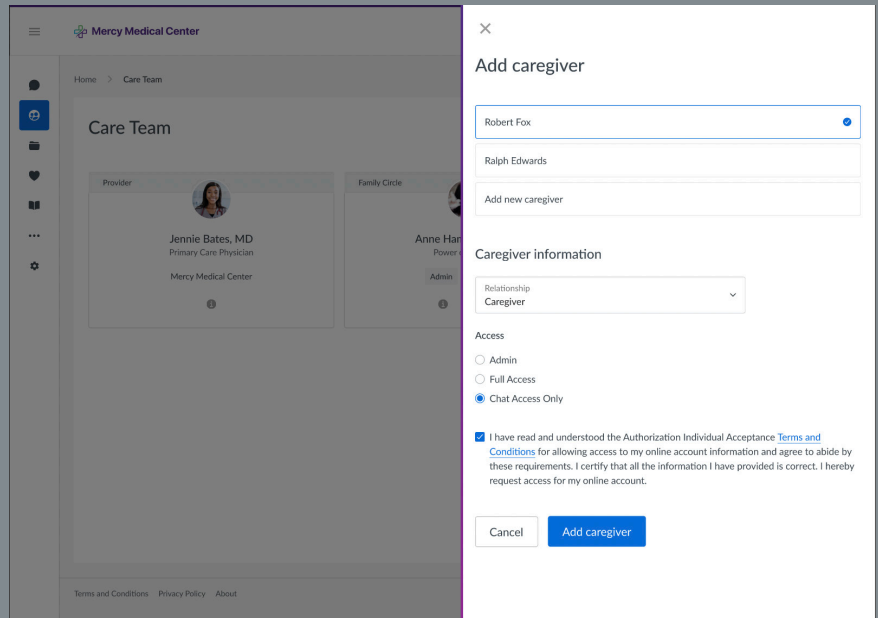 Mercy Medical Center
Home > Care Team
Care Team
Provider
Jennie Bates, MD
Primary Care Physician
Mercy Medical Center
Family Circle
Anne Har
Power
Admin
Terms and Conditions Privacy Policy About
Add caregiver
Robert Fox
Ralph Edwards
Add new caregiver
Caregiver information
Relationship
Caregiver
Access
Admin
Full Access
Chat Access Only
I have read and understood the Authorization Individual Acceptance Terms and
Conditions for allowing access to my online account information and agree to abide by
these requirements. I certify that all the information I have provided is correct. I hereby
request access for my online account.
Cancel
Add caregiver